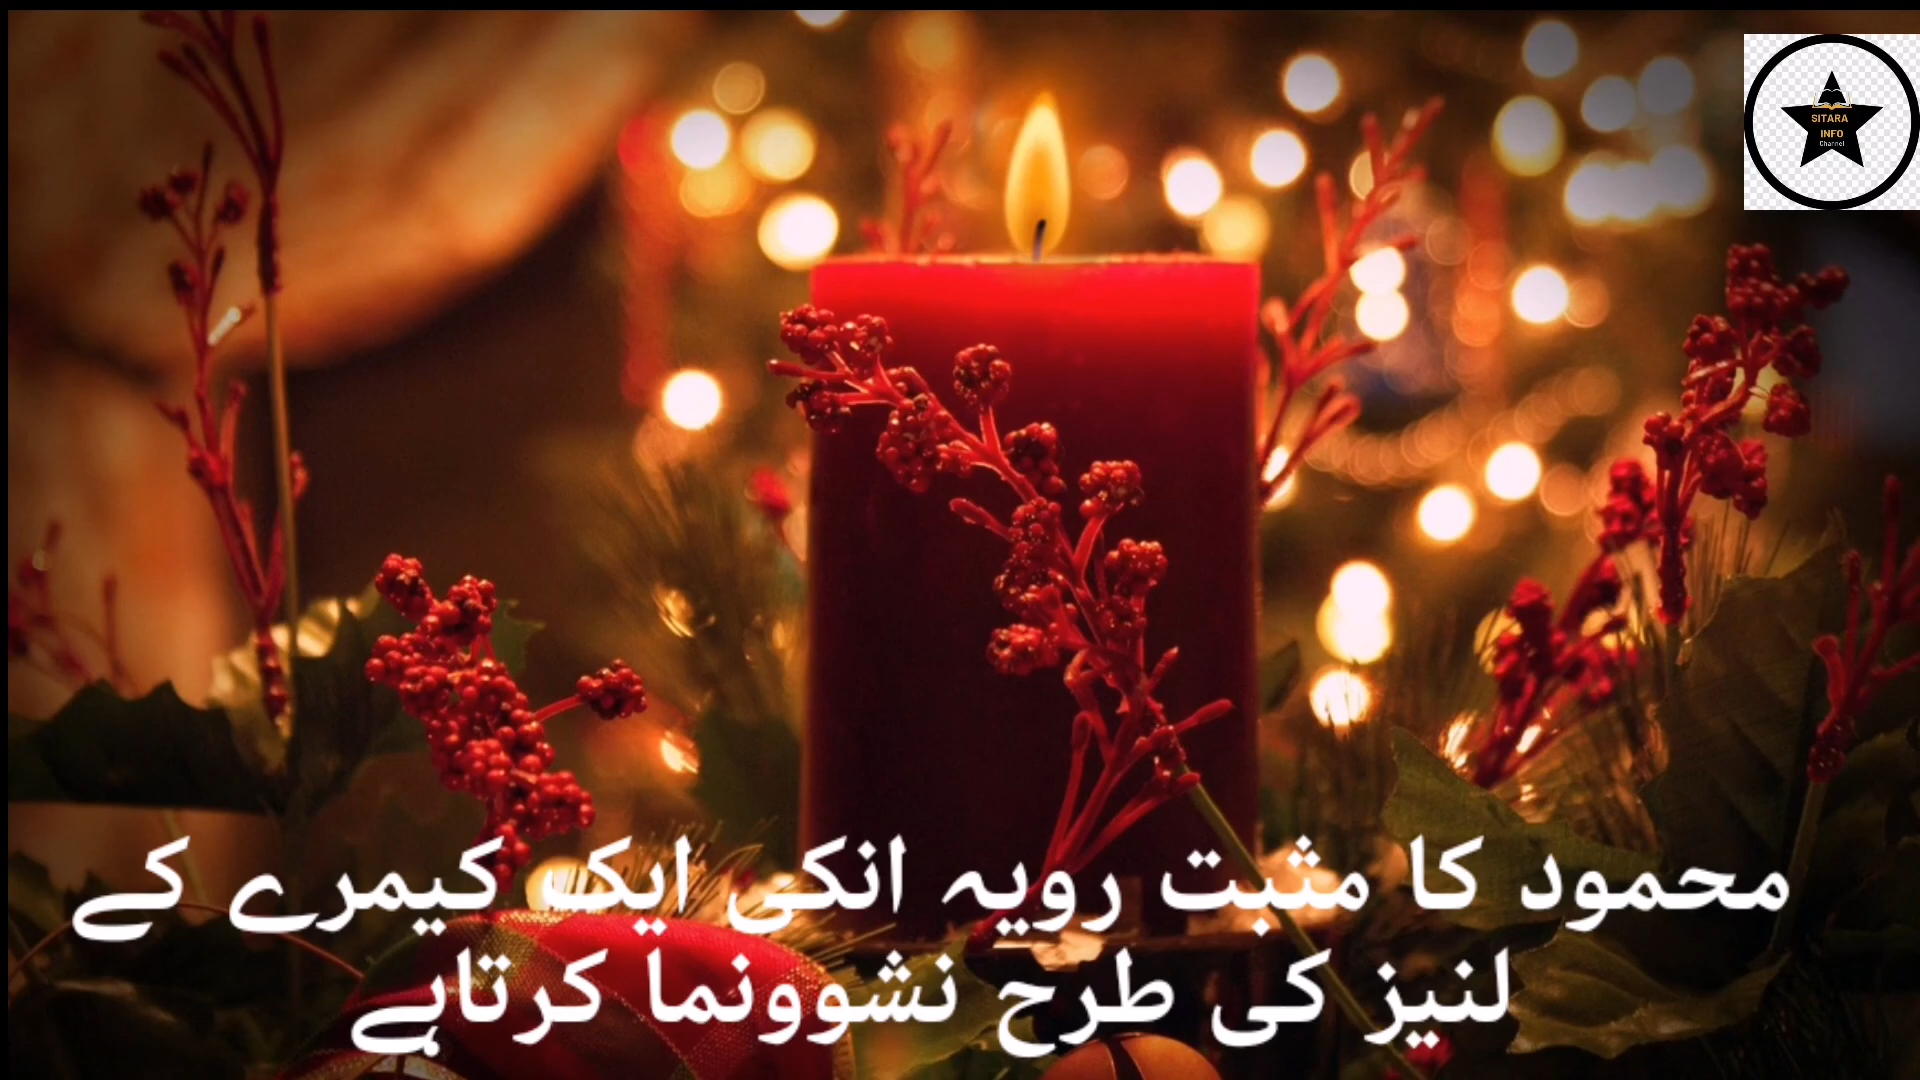 SITARA
INFO
Channel
محمود کا مثبت رویہ انکی ایک کیمرے کے
لنیز کی طرح نشوونما کرتاہے